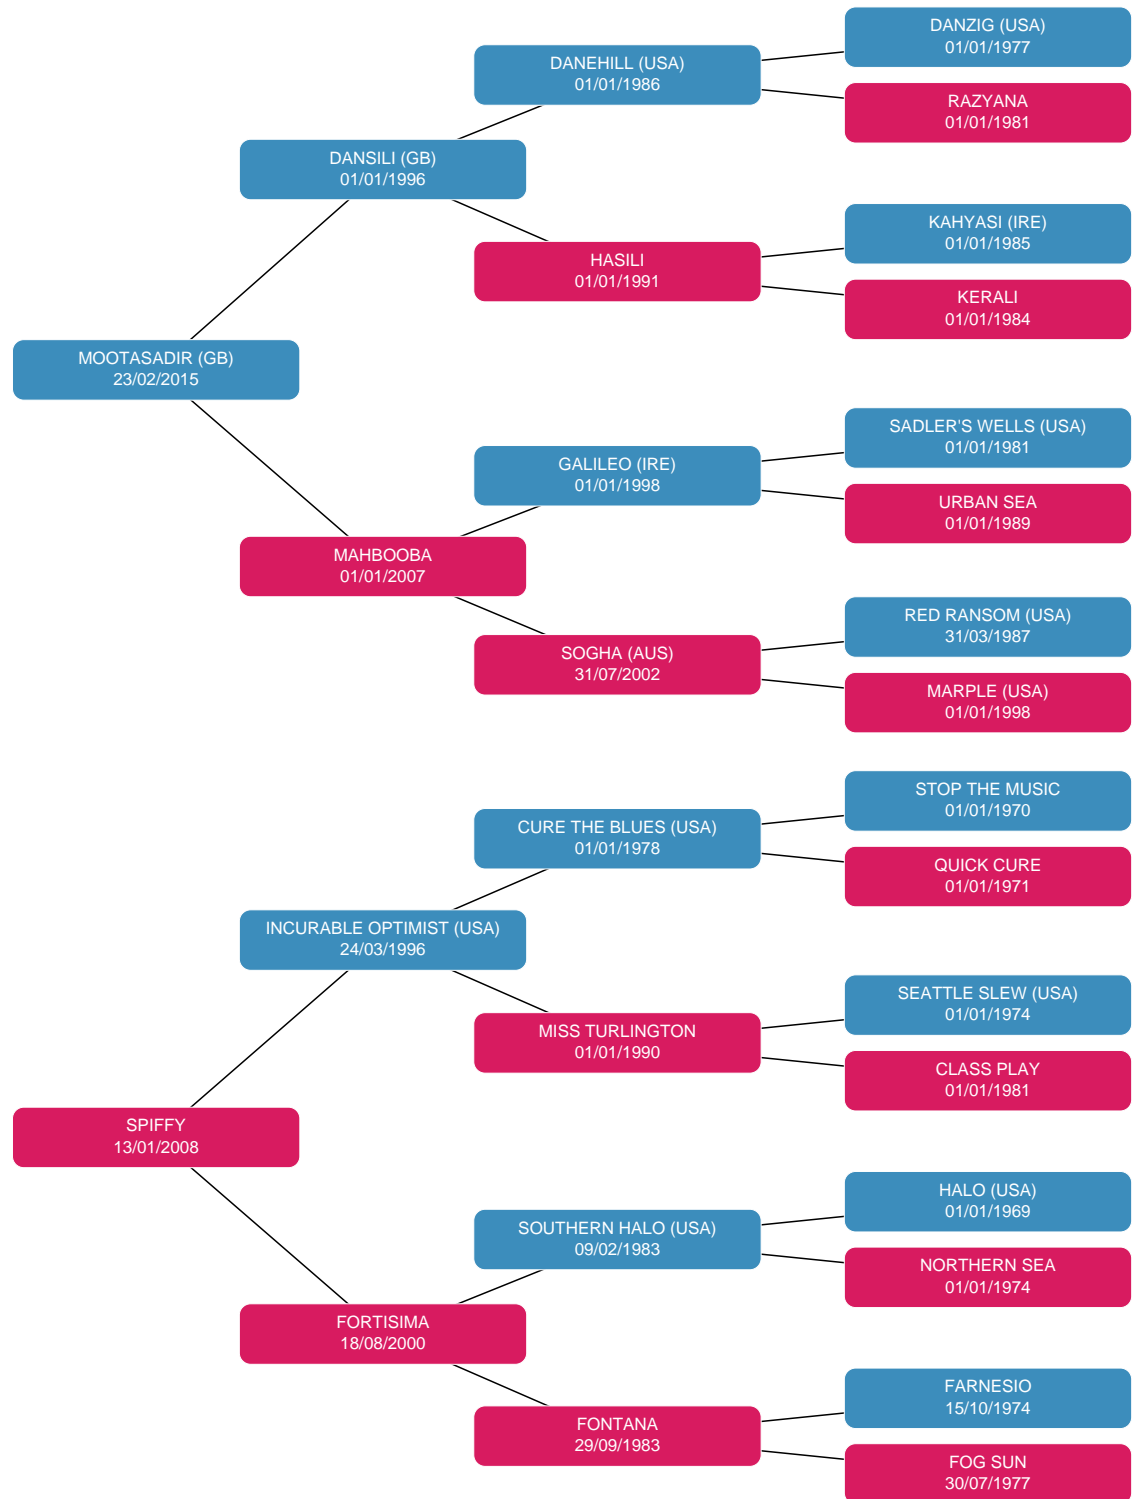 DANZIG (USA)
01/01/1977
DANEHILL (USA)
01/01/1986
RAZYANA
01/01/1981
DANSILI (GB)
01/01/1996
KAHYASI (IRE)
01/01/1985
HASILI
01/01/1991
KERALI
01/01/1984
MOOTASADIR (GB)
23/02/2015
SADLER'S WELLS (USA)
01/01/1981
GALILEO (IRE)
01/01/1998
URBAN SEA
01/01/1989
MAHBOOBA
01/01/2007
RED RANSOM (USA)
31/03/1987
SOGHA (AUS)
31/07/2002
MARPLE (USA)
01/01/1998
STOP THE MUSIC
01/01/1970
CURE THE BLUES (USA)
01/01/1978
QUICK CURE
01/01/1971
INCURABLE OPTIMIST (USA)
24/03/1996
SEATTLE SLEW (USA)
01/01/1974
MISS TURLINGTON
01/01/1990
CLASS PLAY
01/01/1981
SPIFFY
13/01/2008
HALO (USA)
01/01/1969
SOUTHERN HALO (USA)
09/02/1983
NORTHERN SEA
01/01/1974
FORTISIMA
18/08/2000
FARNESIO
15/10/1974
FONTANA
29/09/1983
FOG SUN
30/07/1977